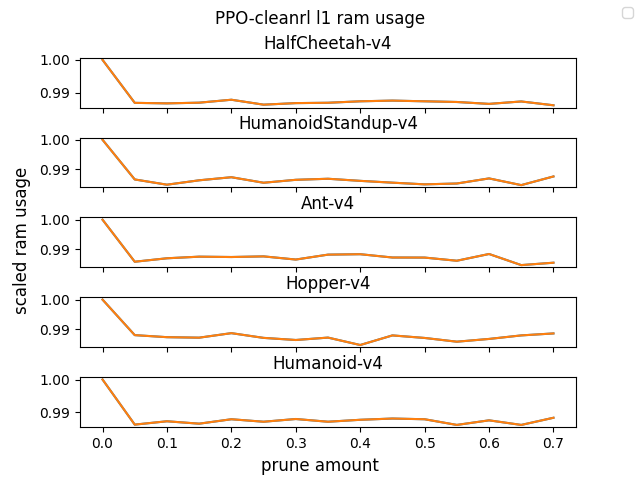 PPO-cleanrl l1 ram usage
HalfCheetah-v4
1.00
0.99
HumanoidStandup-v4
1.00
0.99
Ant-v4
1.00
0.99
Hopper-v4
1.00
0.99
Humanoid-v4
1.00
0.99
0.0 0.1 0.2 0.3 0.4 0.5 0.6 0.7
prune amount
scaled ram usage